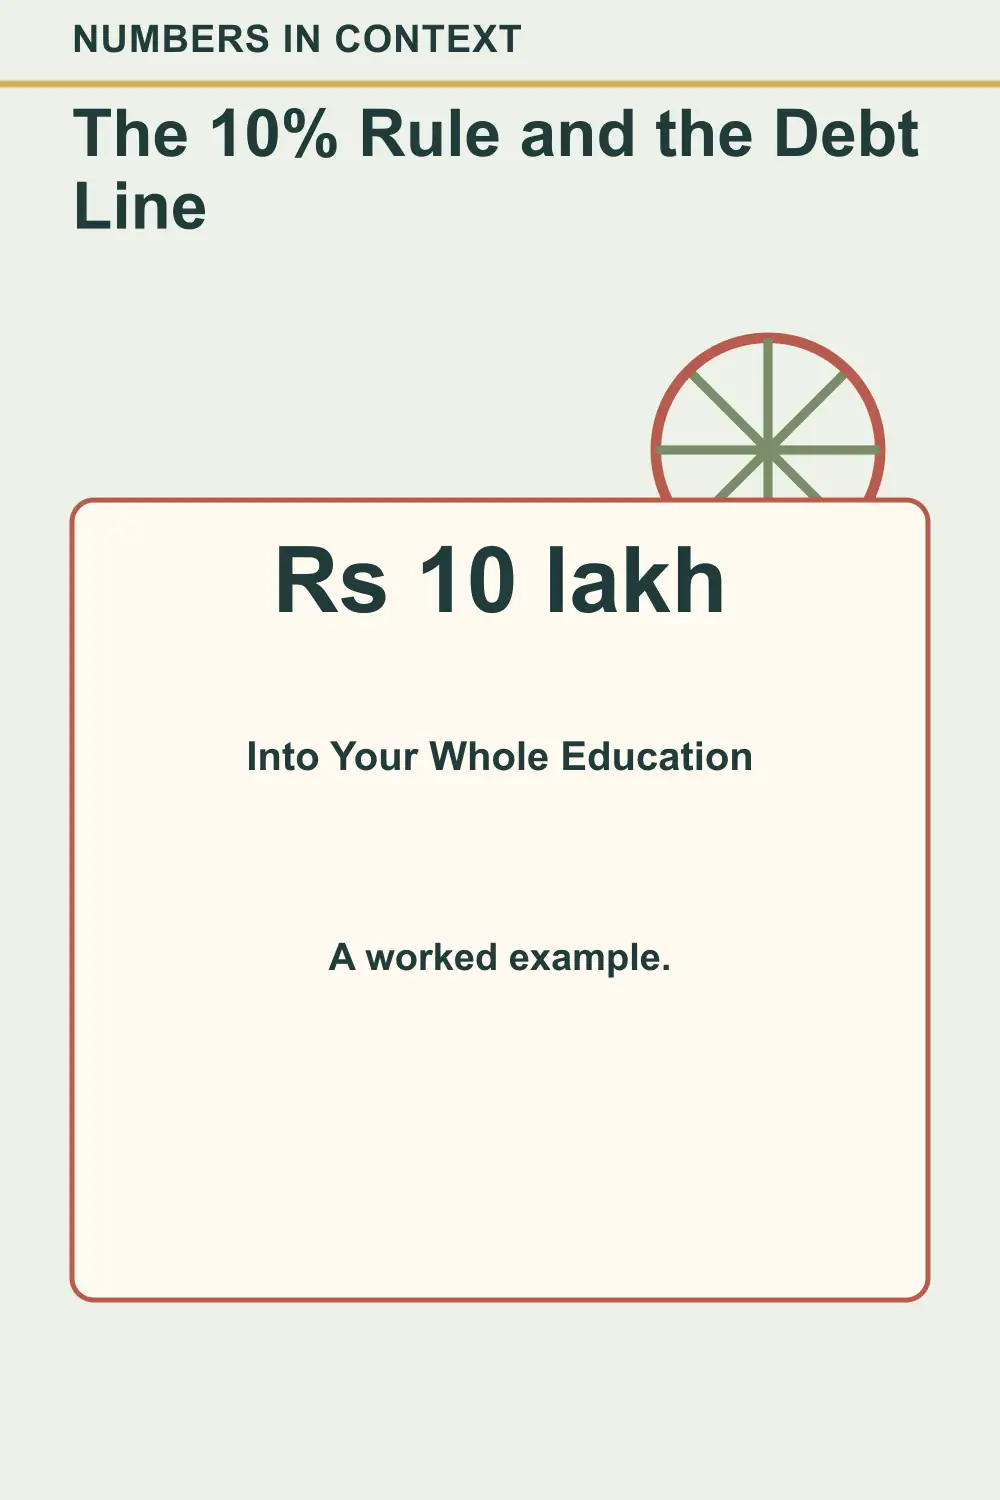 NUMBERS IN CONTEXT
The 10% Rule and the Debt
Line
Rs 10 lakh
Into Your Whole Education
A worked example.